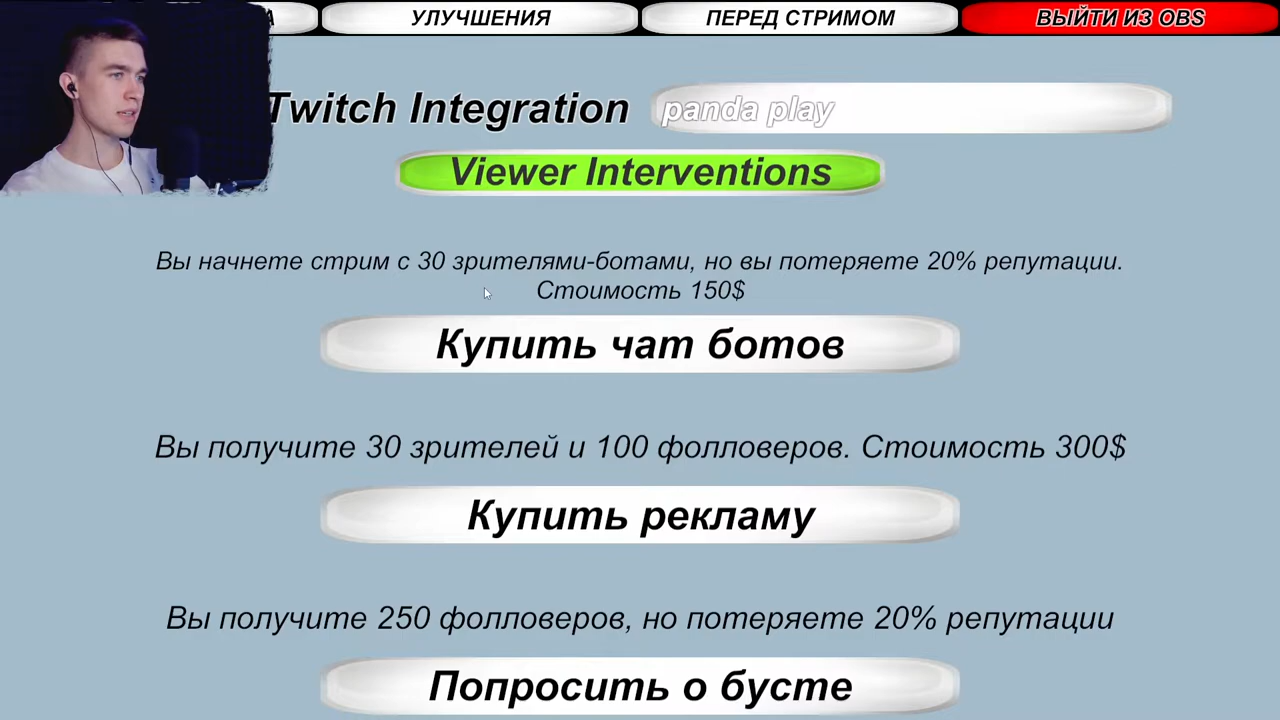 УЛУЧШЕНИЯ
ПЕРЕД СТРИМОМ
ВЫЙТИ ИЗ OBS
Twitch Integration
panda play
Viewer Interventions
Вы начнете стрим с 30 зрителями-ботами, но вы потеряете 20% репутации.
Стоимость 150$
Купить чат ботов
Вы получите 30 зрителей и 100 фолловеров. Стоимость 300$
Купить рекламу
Вы получите 250 фолловеров, но потеряете 20% репутации
Попросить о бусте